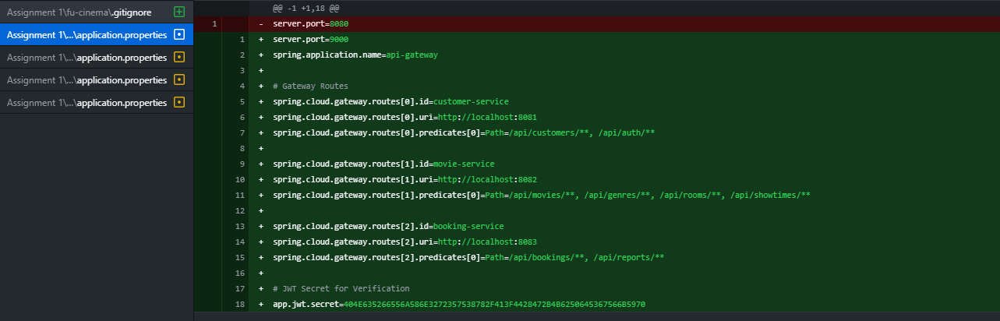 Assignment 1\fu-cinema\.gitignore
Assignment 1\...\application.properties
Assignment 1\...\application.properties
Assignment 1\...\application.properties
Assignment 1\...\application.properties
@@ -1 +1,18 @@
1 - server.port=8080
1 + server.port=9000
2 + spring.application.name=api-gateway
3 +
4 + # Gateway Routes
5 + spring.cloud.gateway.routes[0].id=customer-service
6 + spring.cloud.gateway.routes[0].uri=http://localhost:8081
7 + spring.cloud.gateway.routes[0].predicates[0]=Path=/api/customers/**, /api/auth/**
8 +
9 + spring.cloud.gateway.routes[1].id=movie-service
10 + spring.cloud.gateway.routes[1].uri=http://localhost:8082
11 + spring.cloud.gateway.routes[1].predicates[0]=Path=/api/movies/**, /api/genres/**, /api/rooms/**, /api/showtimes/**
12 +
13 + spring.cloud.gateway.routes[2].id=booking-service
14 + spring.cloud.gateway.routes[2].uri=http://localhost:8083
15 + spring.cloud.gateway.routes[2].predicates[0]=Path=/api/bookings/**, /api/reports/**
16 +
17 + # JWT Secret for Verification
18 + app.jwt.secret=404E635266556A586E3272357538782F413F4428472B4B6250645367566B5970